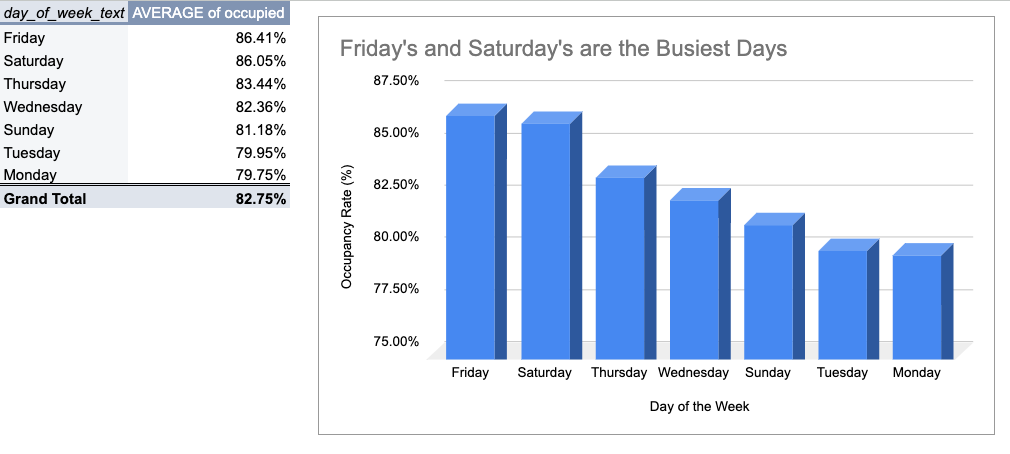 day_of_week_text AVERAGE of occupied
Friday 86.41%
Saturday 86.05%
Thursday 83.44%
Wednesday 82.36%
Sunday 81.18%
Tuesday 79.95%
Monday 79.75%
Grand Total 82.75%
Friday's and Saturday's are the Busiest Days
Occupancy Rate (%)
87.50%
85.00%
82.50%
80.00%
77.50%
75.00%
Friday Saturday Thursday Wednesday Sunday Tuesday Monday
Day of the Week